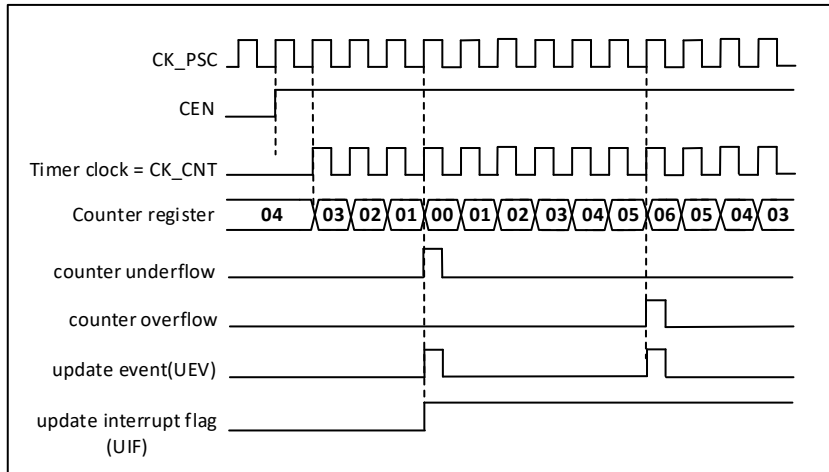 CK_PSC
CEN
Timer clock = CK_CNT
Counter register 04 03 02 01 00 01 02 03 04 05 06 05 04 03
counter underflow
counter overflow
update event(UEV)
update interrupt flag
(UIF)